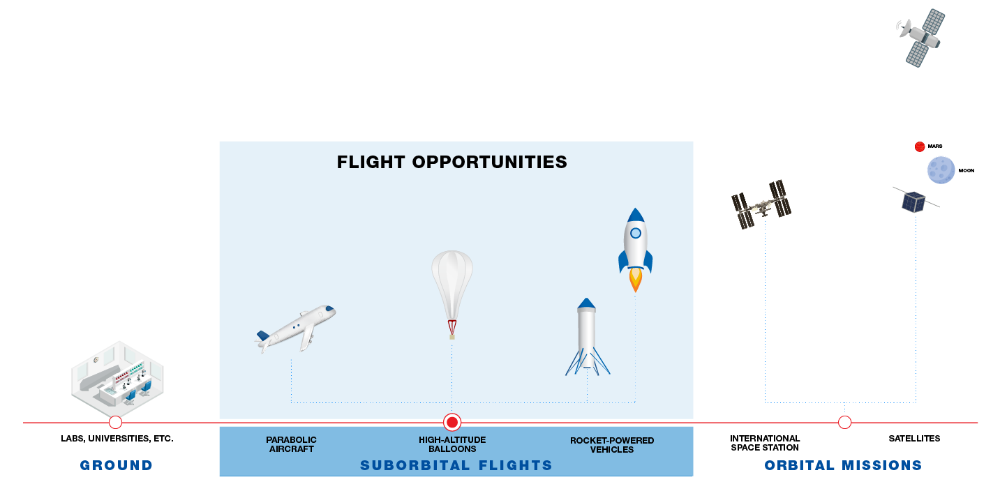 FLIGHT OPPORTUNITIES
MARS
MOON
LABS, UNIVERSITIES, ETC.
GROUND
PARABOLIC
AIRCRAFT
HIGH-ALTITUDE
BALLOONS
ROCKET-POWERED
VEHICLES
SUBORBITAL FLIGHTS
INTERNATIONAL
SPACE STATION
SATELLITES
ORBITAL MISSIONS